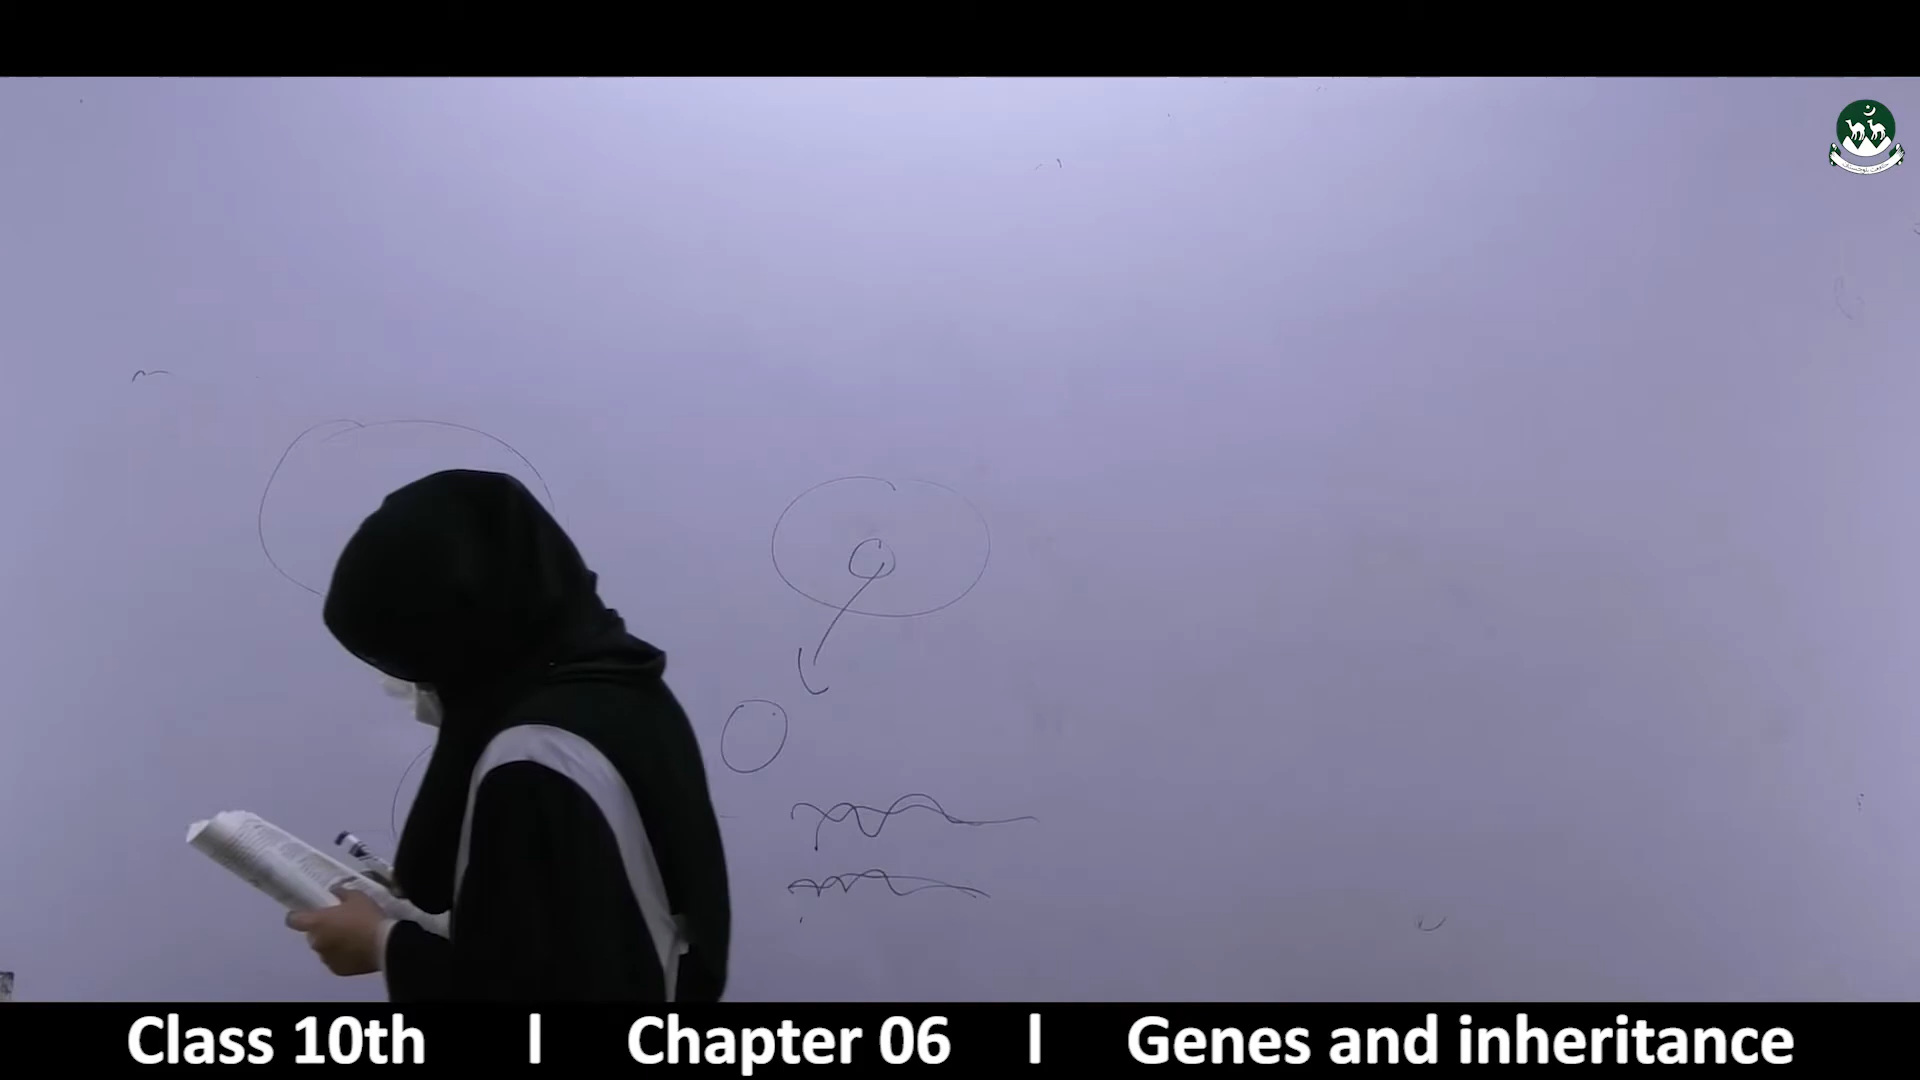 Class 10th | Chapter 06 | Genes and inheritance